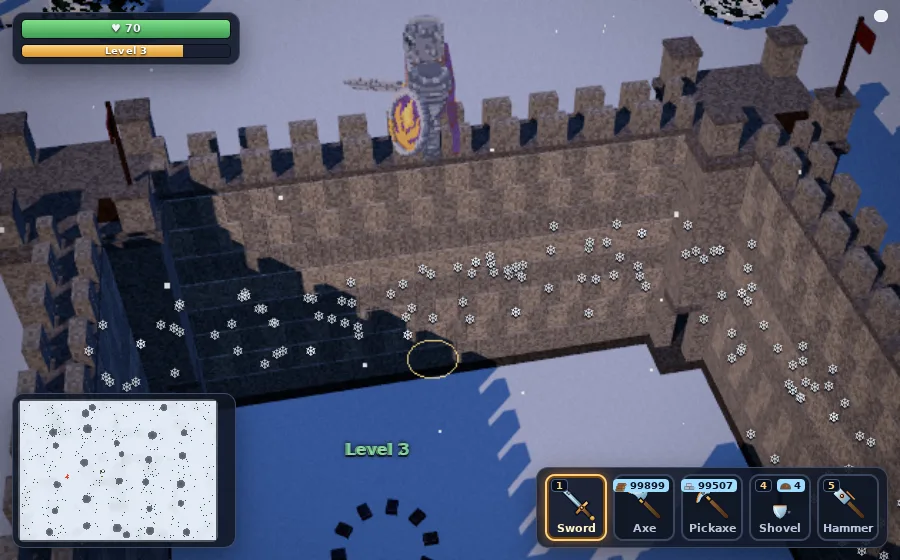 ♥ 70
Level 3
Level 3
1
Sword
99899
Axe
99507
Pickaxe
4
4
Shovel
5
Hammer